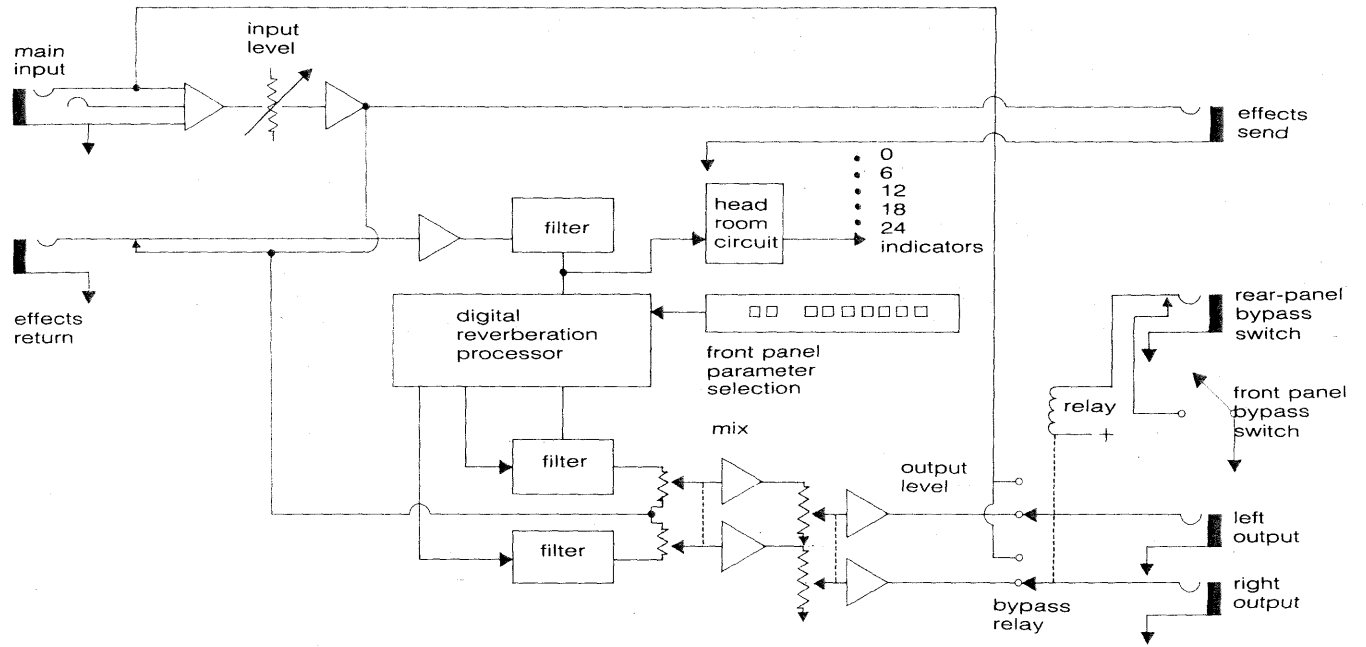 input
level
main
input
effects
send
0
6
12
18
24
indicators
head
room
circuit
filter
effects
return
digital
reverberation
processor
front panel
parameter
selection
rear-panel
bypass
switch
front panel
bypass
switch
relay
+
mix
filter
filter
output
level
left
output
right
output
bypass
relay